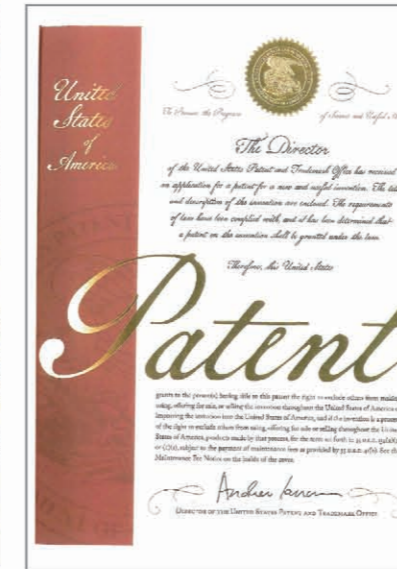 United
States
of
America
To Promote the Progress
of Science and Useful
The Director
of the United States Patent and Trademark Office has received
an application for a patent for a new and useful invention. The title
and description of the invention are enclosed. The requirements
of law have been complied with, and it has been determined that
a patent on the invention shall be granted under the law.
Therefore, this United States
Patent
grants to the person(s) having title to this patent the right to exclude others from making,
using, offering for sale, or selling the invention throughout the United States of America or
importing the invention into the United States of America, and if the invention is a process,
of the right to exclude others from using, offering for sale or selling throughout the United
States of America, products made by that process, for the term set forth in 35 U.S.C.
or (c)(1), subject to the payment of maintenance fees as provided by 35 U.S.C. 41(b). See the
Maintenance Fee Notice on the inside of the cover.
DIRECTOR OF THE UNITED STATES PATENT AND TRADEMARK OFFICE